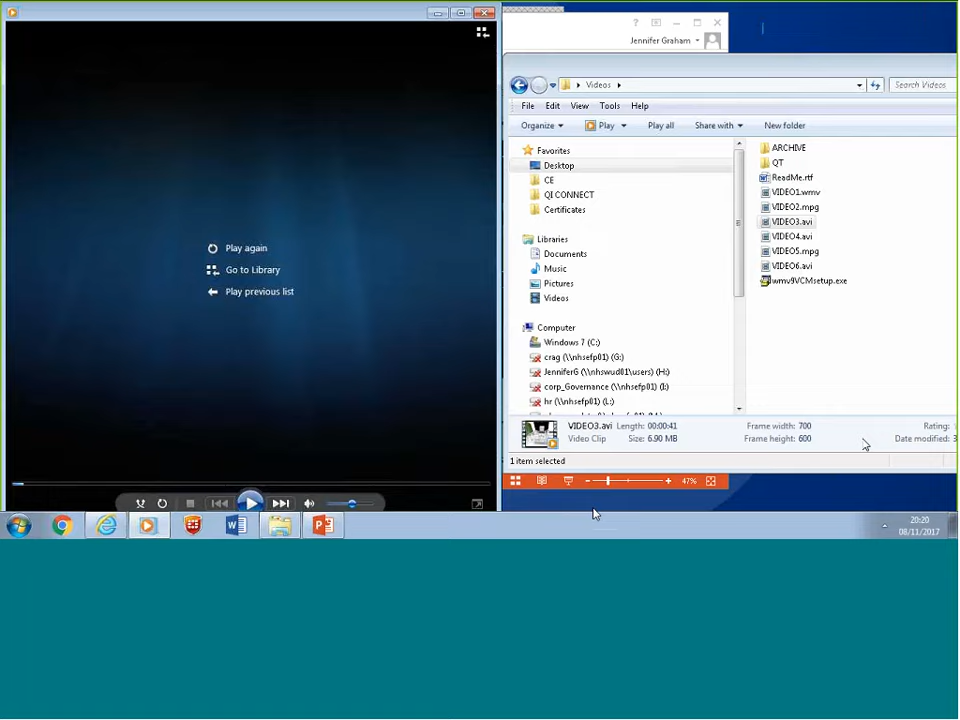 Play again
Go to Library
Play previous list
?
Jennifer Graham
Videos
Search Videos
File Edit View Tools Help
Organize Play Play all Share with New folder
Favorites
Desktop
CE
QI CONNECT
Certificates
Libraries
Documents
Music
Pictures
Videos
Computer
Windows 7 (C:)
crag (\\nhsefp01) (G:)
JenniferG (\\nhswud01\users) (H:)
corp_Governance (\\nhsefp01) (I:)
hr (\\nhsefp01) (L:)
ARCHIVE
QT
ReadMe.rtf
VIDEO1.wmv
VIDEO2.mpg
VIDEO3.avi
VIDEO4.avi
VIDEO5.mpg
VIDEO6.avi
wmv9VCMsetup.exe
VIDEO3.avi Length: 00:00:41 Frame width: 700 Rating:
Video Clip Size: 6.90 MB Frame height: 600 Date modified: 3
1 item selected
47%
20:20
08/11/2017